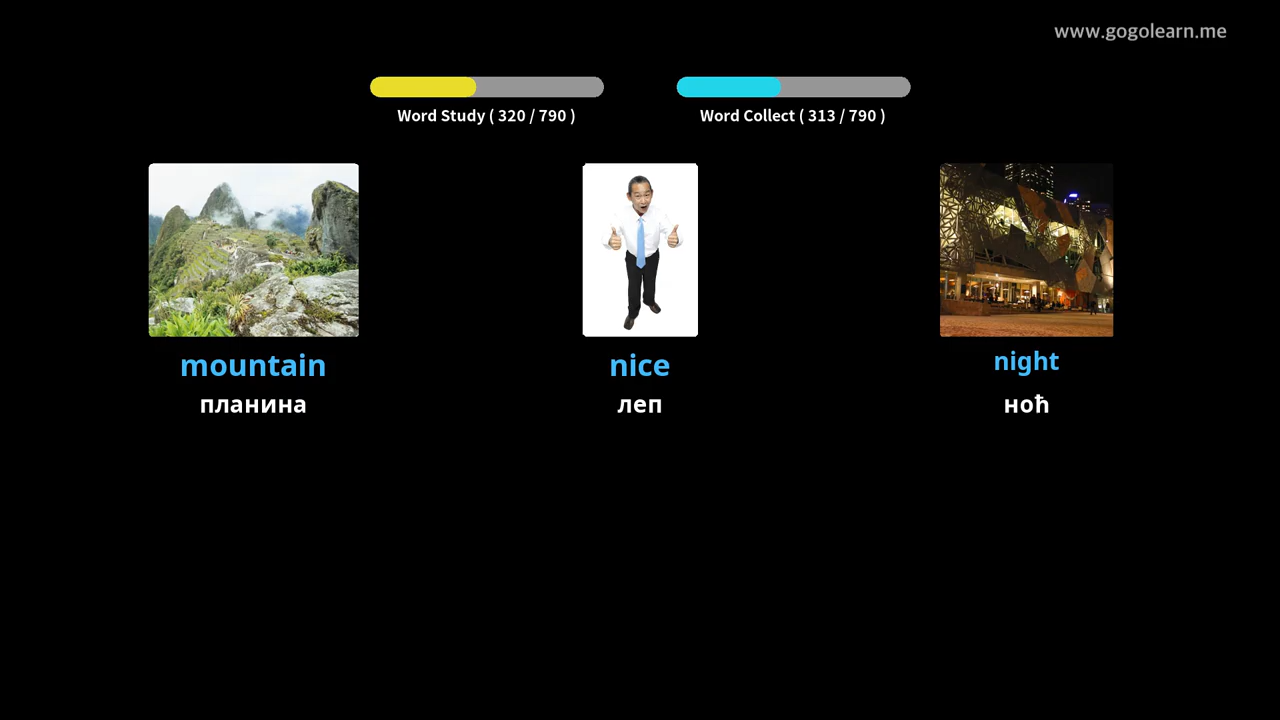 www.gogolearn.me
Word Study ( 320 / 790 )
Word Collect ( 313 / 790 )
mountain
nice
night
планина
леп
ноћ